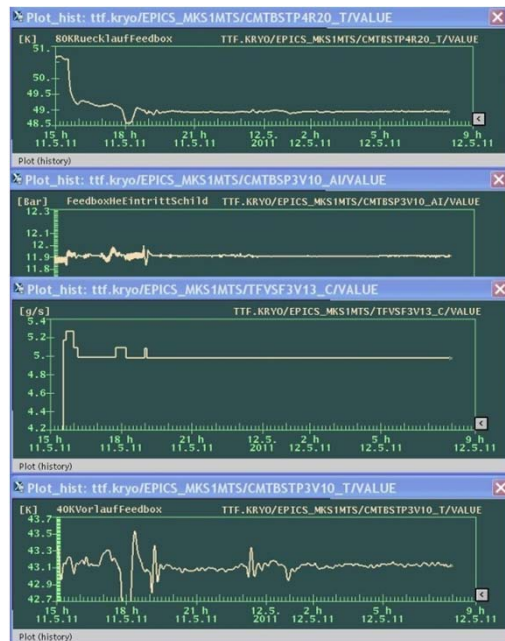 Plot_hist: ttf.kryo/EPICS_MKS1MTS/CMTBSTP4R20_T/VALUE
[K] 80KRuecklaufFeedbox TTF.KRYO/EPICS_MKS1MTS/CMTBSTP4R20_T/VALUE
51.
50.
49.
48.5
15 h 18 h 21 h 12.5. 2 h 5 h 9 h
11.5.11 11.5.11 11.5.11 2011 12.5.11 12.5.11 12.5.11
Plot (history)
Plot_hist: ttf.kryo/EPICS_MKS1MTS/CMTBSP3V10_AI/VALUE
[Bar] FeedboxHeEintrittSchild TTF.KRYO/EPICS_MKS1MTS/CMTBSP3V10_AI/VALUE
12.3
12.1
11.9
11.8
Plot_hist: ttf.kryo/EPICS_MKS1MTS/TFVSF3V13_C/VALUE
[g/s] TTF.KRYO/EPICS_MKS1MTS/TFVSF3V13_C/VALUE
5.4
5.2
5.0
4.8
4.6
4.4
4.2
15 h 18 h 21 h 12.5. 2 h 5 h 9 h
11.5.11 11.5.11 11.5.11 2011 12.5.11 12.5.11 12.5.11
Plot (history)
Plot_hist: ttf.kryo/EPICS_MKS1MTS/CMTBSTP3V10_T/VALUE
[K] 40KVorlaufFeedbox TTF.KRYO/EPICS_MKS1MTS/CMTBSTP3V10_T/VALUE
43.7
43.5
43.3
43.1
42.9
42.7
15 h 18 h 21 h 12.5. 2 h 5 h 9 h
11.5.11 11.5.11 11.5.11 2011 12.5.11 12.5.11 12.5.11
Plot (history)